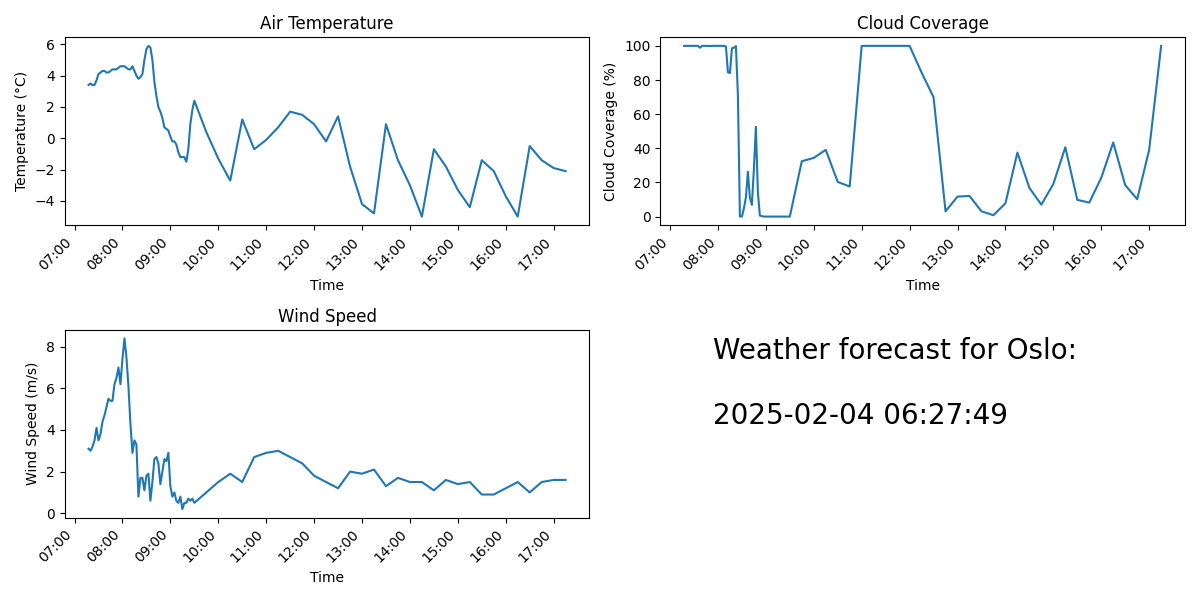 Air Temperature
Temperature (°C)
6
4
2
0
−2
−4
07:00 08:00 09:00 10:00 11:00 12:00 13:00 14:00 15:00 16:00 17:00
Time
Cloud Coverage
Cloud Coverage (%)
100
80
60
40
20
0
07:00 08:00 09:00 10:00 11:00 12:00 13:00 14:00 15:00 16:00 17:00
Time
Wind Speed
Wind Speed (m/s)
8
6
4
2
0
07:00 08:00 09:00 10:00 11:00 12:00 13:00 14:00 15:00 16:00 17:00
Time
Weather forecast for Oslo:
2025-02-04 06:27:49